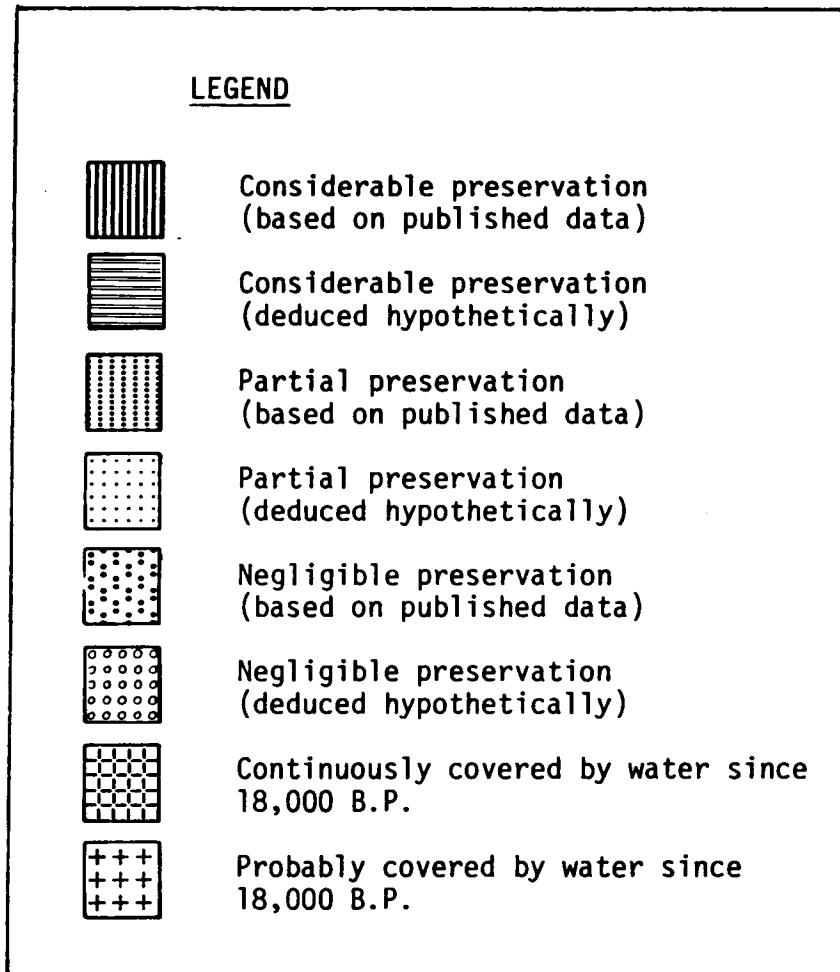 LEGEND
Considerable preservation
(based on published data)
Considerable preservation
(deduced hypothetically)
Partial preservation
(based on published data)
Partial preservation
(deduced hypothetically)
Negligible preservation
(based on published data)
Negligible preservation
(deduced hypothetically)
Continuously covered by water since
18,000 B.P.
Probably covered by water since
18,000 B.P.